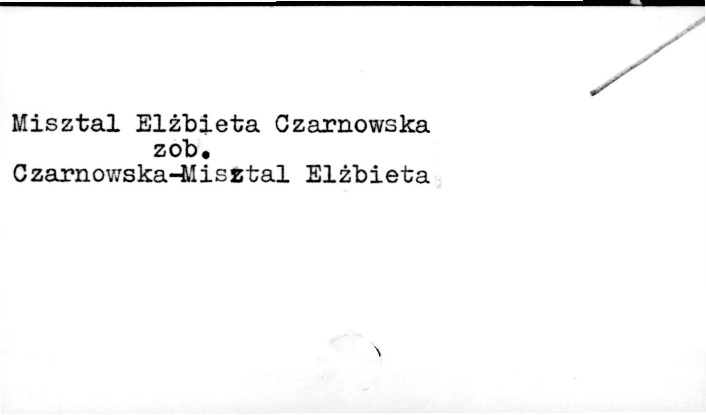 Misztal Elżbieta Czarnowska
zob.
Czarnowska-Misztal Elżbieta